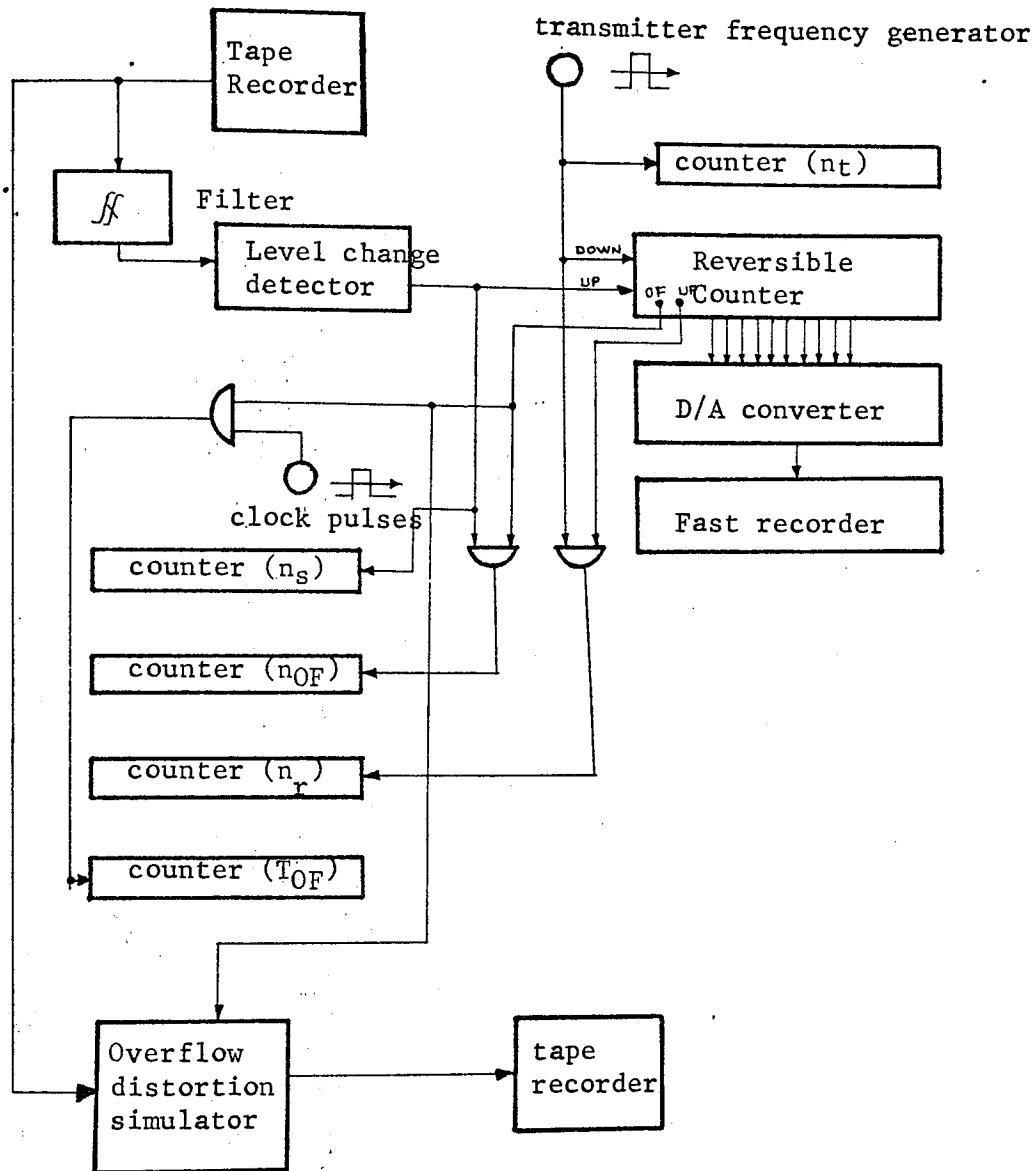 transmitter frequency generator
Tape
Recorder
counter (nt)
Filter
Level change
detector
DOWN
UP
Reversible
Counter
OF
UF
D/A converter
clock pulses
Fast recorder
counter (ns)
counter (nOF)
counter (nr)
counter (TOF)
Overflow
distortion
simulator
tape
recorder